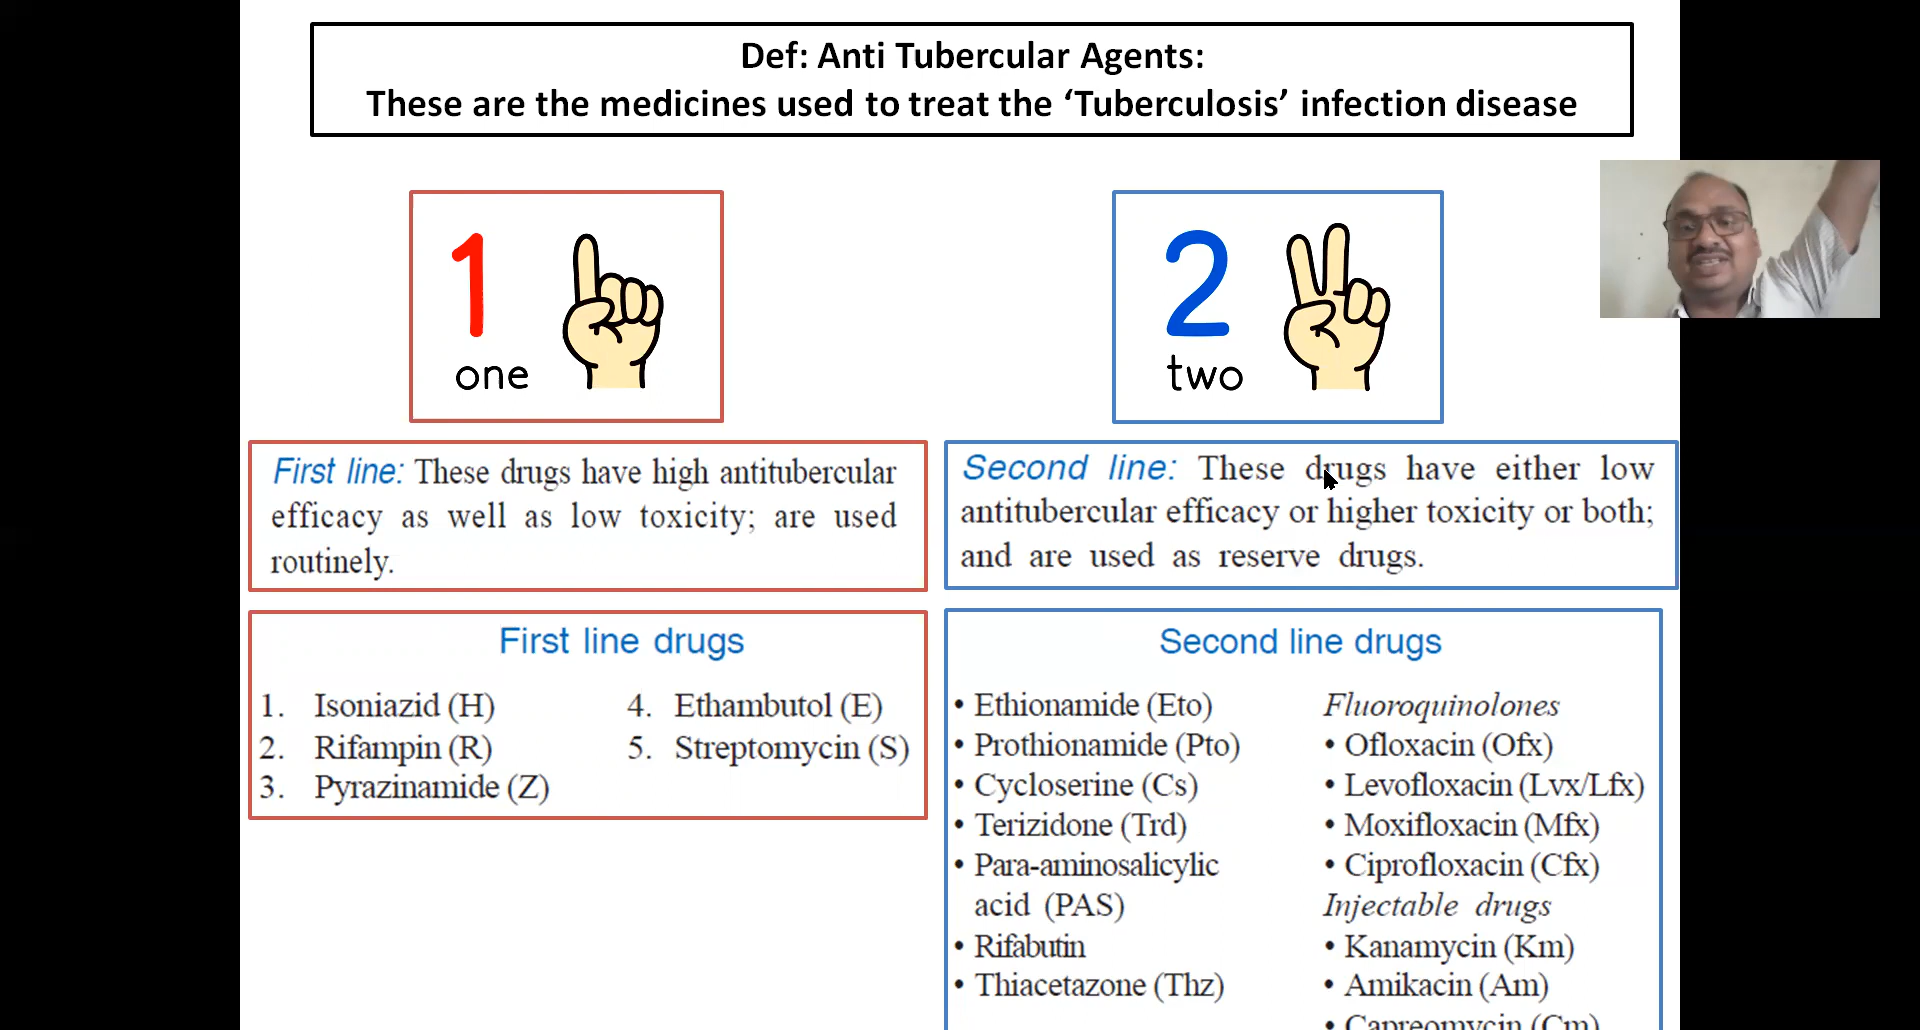 Def: Anti Tubercular Agents:
These are the medicines used to treat the ‘Tuberculosis’ infection disease
1
one
2
two
First line: These drugs have high antitubercular
efficacy as well as low toxicity; are used
routinely.
Second line: These drugs have either low
antitubercular efficacy or higher toxicity or both;
and are used as reserve drugs.
First line drugs
1. Isoniazid (H)
2. Rifampin (R)
3. Pyrazinamide (Z)
4. Ethambutol (E)
5. Streptomycin (S)
Second line drugs
• Ethionamide (Eto)
• Prothionamide (Pto)
• Cycloserine (Cs)
• Terizidone (Trd)
• Para-aminosalicylic
acid (PAS)
• Rifabutin
• Thiacetazone (Thz)
Fluoroquinolones
• Ofloxacin (Ofx)
• Levofloxacin (Lvx/Lfx)
• Moxifloxacin (Mfx)
• Ciprofloxacin (Cfx)
Injectable drugs
• Kanamycin (Km)
• Amikacin (Am)
• Capreomycin (Cm)